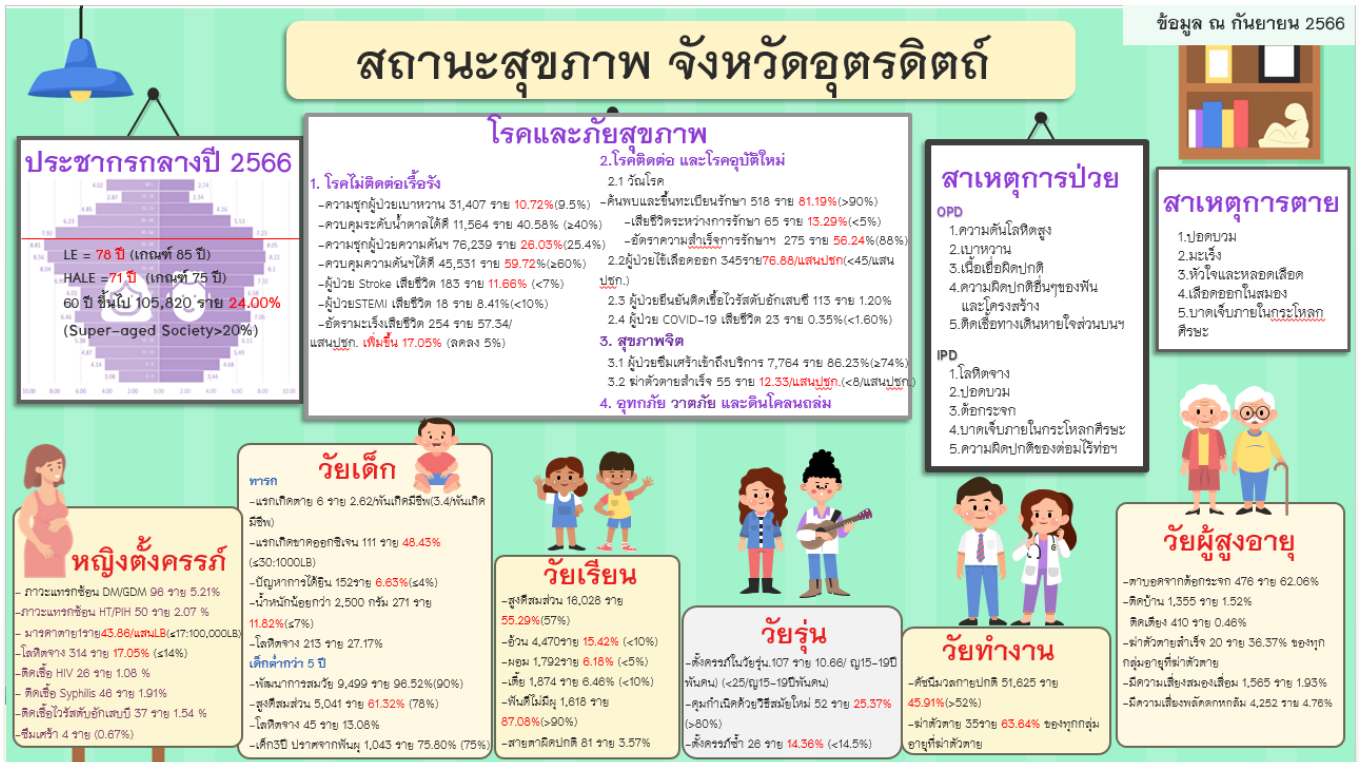 ข้อมูล ณ กันยายน 2566
สถานะสุขภาพ จังหวัดอุตรดิตถ์
ประชากรกลางปี 2566
LE = 78 ปี (เกณฑ์ 85 ปี)
HALE =71 ปี (เกณฑ์ 75 ปี)
60 ปี ขึ้นไป 105,820 ราย 24.00%
(Super-aged Society>20%)
10.00 8.00 6.00 4.00 2.00 0.00 2.00 4.00 6.00 8.00 10.00
โรคและภัยสุขภาพ
1. โรคไม่ติดต่อเรื้อรัง
-ความชุกผู้ป่วยเบาหวาน 31,407 ราย 10.72%(9.5%)
-ควบคุมระดับน้ำตาลได้ดี 11,564 ราย 40.58% (≥40%)
-ความชุกผู้ป่วยความดันฯ 76,239 ราย 26.03%(25.4%)
-ควบคุมความดันฯได้ดี 45,531 ราย 59.72%(≥60%)
-ผู้ป่วย Stroke เสียชีวิต 183 ราย 11.66% (<7%)
-ผู้ป่วยSTEMI เสียชีวิต 18 ราย 8.41%(<10%)
-อัตรามะเร็งเสียชีวิต 254 ราย 57.34/
แสนปชก. เพิ่มขึ้น 17.05% (ลดลง 5%)
2.โรคติดต่อ และโรคอุบัติใหม่
2.1 วัณโรค
-ค้นพบและขึ้นทะเบียนรักษา 518 ราย 81.19%(>90%)
-เสียชีวิตระหว่างการรักษา 65 ราย 13.29%(<5%)
-อัตราความสำเร็จการรักษาฯ 275 ราย 56.24%(88%)
2.2ผู้ป่วยไข้เลือดออก 345ราย76.88/แสนปชก(<45/แสน
ปชก.)
2.3 ผู้ป่วยยืนยันติดเชื้อไวรัสตับอักเสบซี 113 ราย 1.20%
2.4 ผู้ป่วย COVID-19 เสียชีวิต 23 ราย 0.35%(<1.60%)
3. สุขภาพจิต
3.1 ผู้ป่วยซึมเศร้าเข้าถึงบริการ 7,764 ราย 86.23%(≥74%)
3.2 ฆ่าตัวตายสำเร็จ 55 ราย 12.33/แสนปชก.(<8/แสนปชก.)
4. อุทกภัย วาตภัย และดินโคลนถล่ม
สาเหตุการป่วย
OPD
1.ความดันโลหิตสูง
2.เบาหวาน
3.เนื้อเยื่อผิดปกติ
4.ความผิดปกติอื่นๆของฟัน
และโครงสร้าง
5.ติดเชื้อทางเดินหายใจส่วนบนฯ
IPD
1.โลหิตจาง
2.ปอดบวม
3.ต้อกระจก
4.บาดเจ็บภายในกระโหลกศีรษะ
5.ความผิดปกติของต่อมไร้ท่อฯ
สาเหตุการตาย
1.ปอดบวม
2.มะเร็ง
3.หัวใจและหลอดเลือด
4.เลือดออกในสมอง
5.บาดเจ็บภายในกระโหลก
ศีรษะ
หญิงตั้งครรภ์
- ภาวะแทรกซ้อน DM/GDM 96 ราย 5.21%
-ภาวะแทรกซ้อน HT/PIH 50 ราย 2.07 %
- มารดาตาย1ราย43.86/แสนLB(≤17:100,000LB)
-โลหิตจาง 314 ราย 17.05% (≤14%)
-ติดเชื้อ HIV 26 ราย 1.08 %
- ติดเชื้อ Syphilis 46 ราย 1.91%
-ติดเชื้อไวรัสตับอักเสบบี 37 ราย 1.54 %
-ซึมเศร้า 4 ราย (0.67%)
วัยเด็ก
ทารก
-แรกเกิดตาย 6 ราย 2.62/พันเกิดมีชีพ(3.4/พันเกิด
มีชีพ)
-แรกเกิดขาดออกซิเจน 111 ราย 48.43%
(≤30:1000LB)
-ปัญหาการได้ยิน 152ราย 6.63%(≤4%)
-น้ำหนักน้อยกว่า 2,500 กรัม 271 ราย
11.82%(≤7%)
-โลหิตจาง 213 ราย 27.17%
เด็กต่ำกว่า 5 ปี
-พัฒนาการสมวัย 9,499 ราย 96.52%(90%)
-สูงดีสมส่วน 5,041 ราย 61.32% (78%)
-โลหิตจาง 45 ราย 13.08%
-เด็ก3ปี ปราศจากฟันผุ 1,043 ราย 75.80% (75%)
วัยเรียน
-สูงดีสมส่วน 16,028 ราย
55.29%(57%)
-อ้วน 4,470ราย 15.42% (<10%)
-ผอม 1,792ราย 6.18% (<5%)
-เตี้ย 1,874 ราย 6.46% (<10%)
-ฟันดีไม่มีผุ 1,618 ราย
87.08%(>90%)
-สายตาผิดปกติ 81 ราย 3.57%
วัยรุ่น
-ตั้งครรภ์ในวัยรุ่น.107 ราย 10.66/ ญ15-19ปี
พันคน) (<25/ญ15-19ปีพันคน)
-คุมกำเนิดด้วยวิธีสมัยใหม่ 52 ราย 25.37%
(>80%)
-ตั้งครรภ์ซ้ำ 26 ราย 14.36% (<14.5%)
วัยทำงาน
-ดัชนีมวลกายปกติ 51,625 ราย
45.91%(>52%)
-ฆ่าตัวตาย 35ราย 63.64% ของทุกกลุ่ม
อายุที่ฆ่าตัวตาย
วัยผู้สูงอายุ
-ตาบอดจากต้อกระจก 476 ราย 62.06%
-ติดบ้าน 1,355 ราย 1.52%
ติดเตียง 410 ราย 0.46%
-ฆ่าตัวตายสำเร็จ 20 ราย 36.37% ของทุก
กลุ่มอายุที่ฆ่าตัวตาย
-มีความเสี่ยงสมองเสื่อม 1,565 ราย 1.93%
-มีความเสี่ยงพลัดตกหกล้ม 4,252 ราย 4.76%